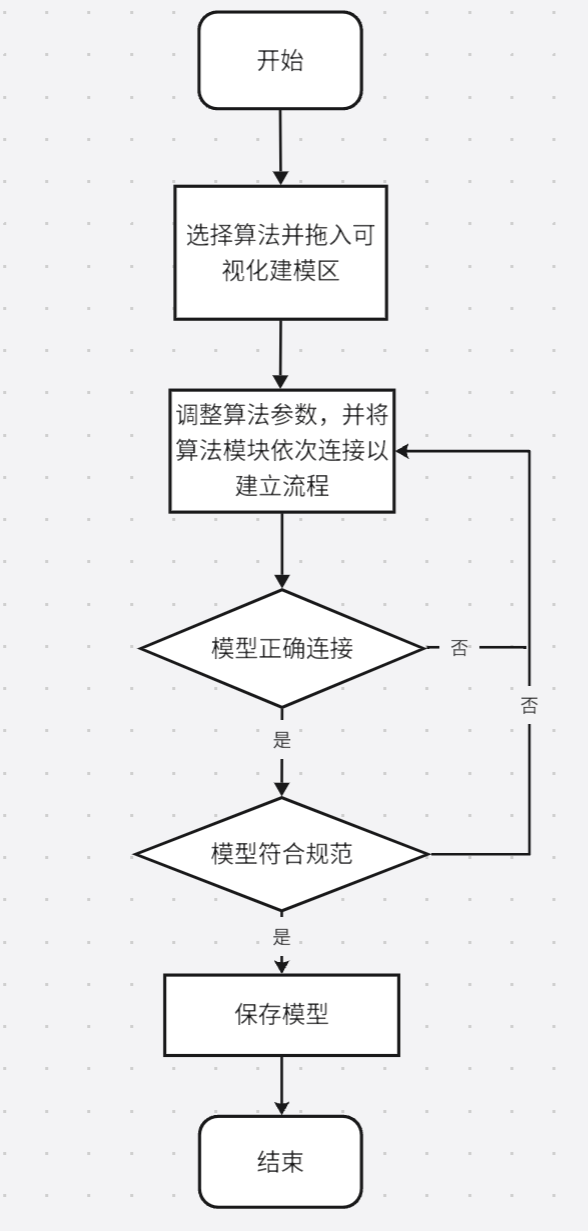 开始
选择算法并拖入可
视化建模区
调整算法参数，并将
算法模块依次连接以
建立流程
模型正确连接
否
否
是
模型符合规范
是
保存模型
结束